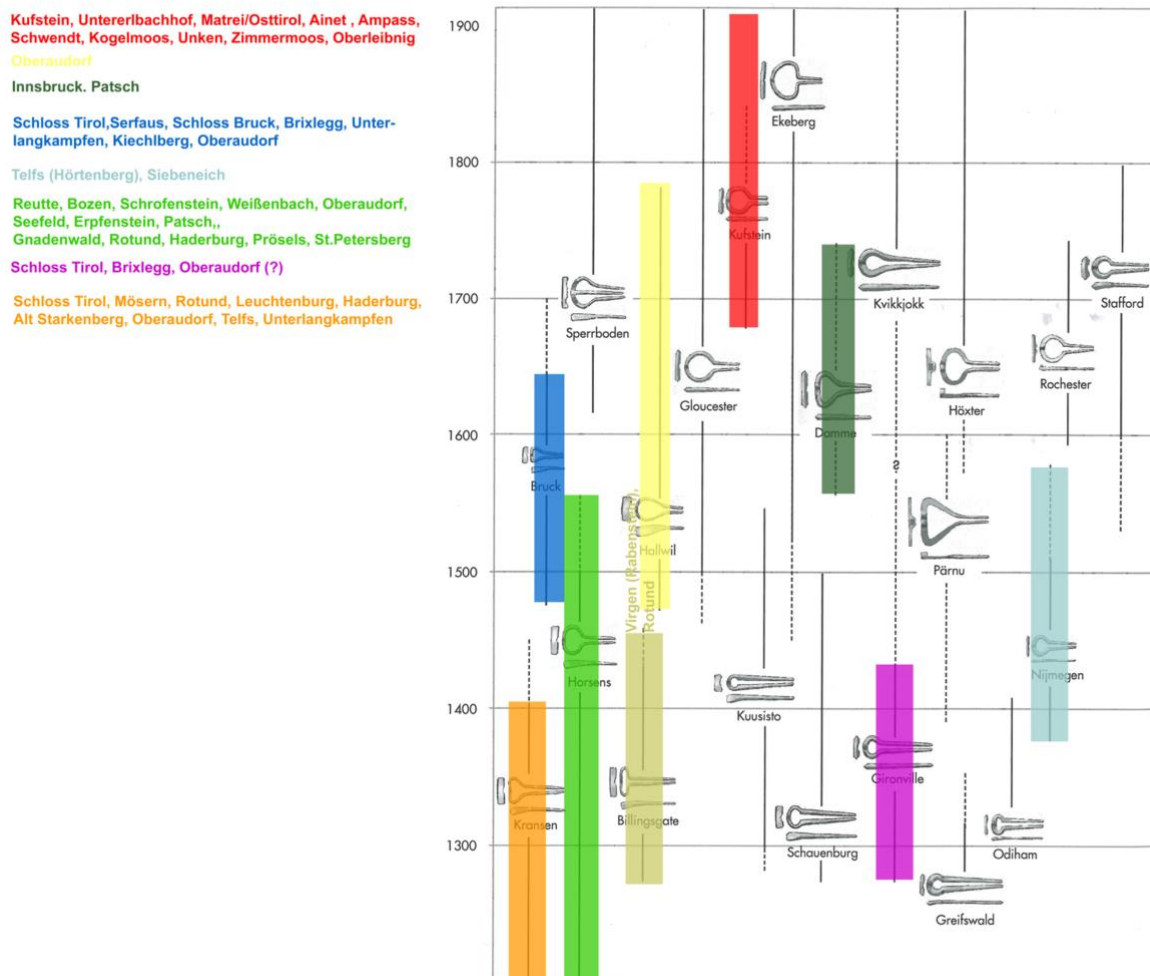 Kufstein, Untererlbachhof, Matrei/Osttirol, Ainet , Ampass,
Schwendt, Kogelmoos, Unken, Zimmermoos, Oberleibnig
Oberaudorf
Innsbruck. Patsch
Schloss Tirol,Serfaus, Schloss Bruck, Brixlegg, Unter-
langkampfen, Kiechlberg, Oberaudorf
Telfs (Hörtenberg), Siebeneich
Reutte, Bozen, Schrofenstein, Weißenbach, Oberaudorf,
Seefeld, Erpfenstein, Patsch,,
Gnadenwald, Rotund, Haderburg, Prösels, St.Petersberg
Schloss Tirol, Brixlegg, Oberaudorf (?)
Schloss Tirol, Mösern, Rotund, Leuchtenburg, Haderburg,
Alt Starkenberg, Oberaudorf, Telfs, Unterlangkampfen
1900
Ekeberg
1800
Kufstein
1700
Sperrboden
Kvikkjokk
Stafford
Gloucester
Rochester
Höxter
1600
Damme
Bruck
Hallwil
Virgen (Rabenstein),
Rotund
Pärnu
1500
Horsens
Nijmegen
1400
Kuusisto
Gironville
Kransen
Billingsgate
Schauenburg
Odiham
1300
Greifswald